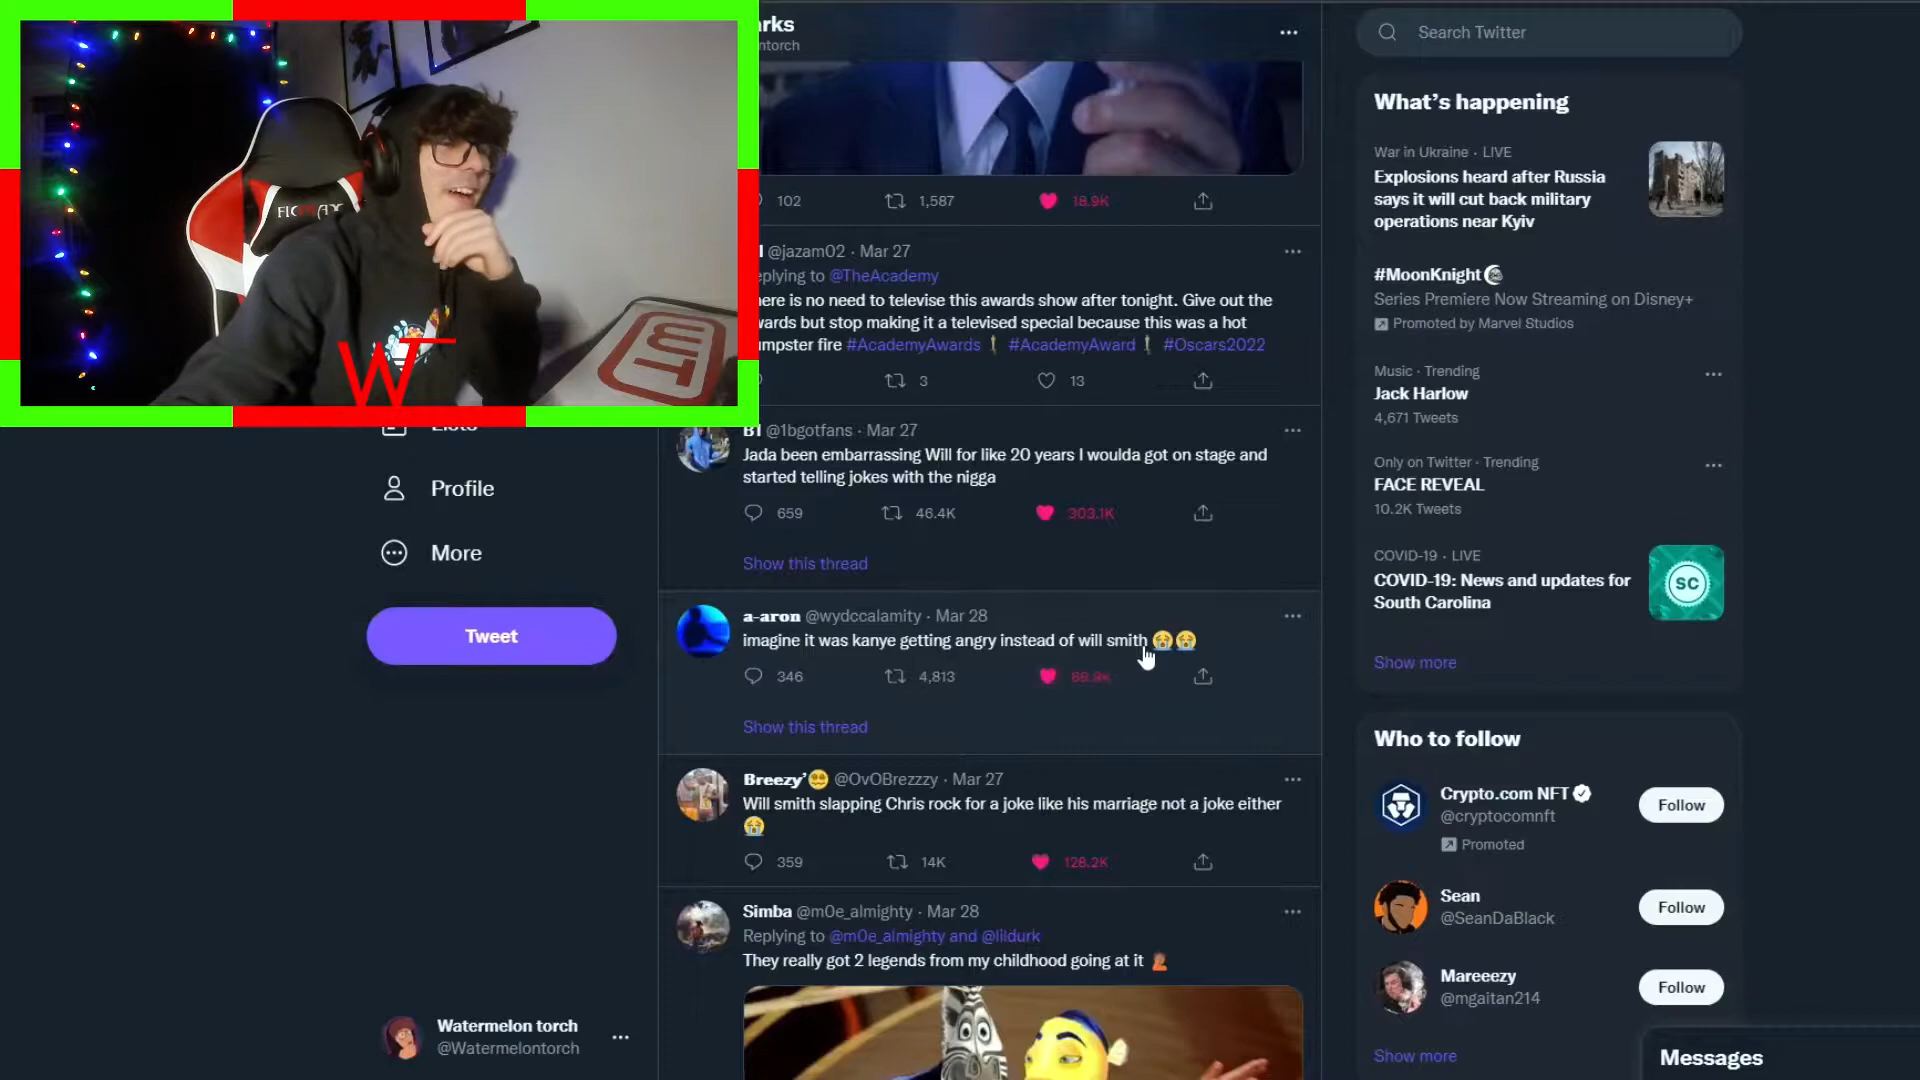 arks
ntorch
WT
Lists
Profile
More
Tweet
Watermelon torch
@Watermelontorch
102
1,587
18.9K
@jazam02 · Mar 27
eplying to @TheAcademy
here is no need to televise this awards show after tonight. Give out the
wards but stop making it a televised special because this was a hot
umpster fire #AcademyAwards #AcademyAward #Oscars2022
3
13
@1bgotfans · Mar 27
Jada been embarrassing Will for like 20 years I woulda got on stage and
started telling jokes with the nigga
659
46.4K
303.1K
Show this thread
a-aron @wydccalamity · Mar 28
imagine it was kanye getting angry instead of will smith 😭😭
346
4,813
Show this thread
Breezy' @OvOBrezzzy · Mar 27
Will smith slapping Chris rock for a joke like his marriage not a joke either
😭
359
14K
128.2K
Simba @m0e_almighty · Mar 28
Replying to @m0e_almighty and @lildurk
They really got 2 legends from my childhood going at it
Search Twitter
What's happening
War in Ukraine · LIVE
Explosions heard after Russia
says it will cut back military
operations near Kyiv
#MoonKnight
Series Premiere Now Streaming on Disney+
Promoted by Marvel Studios
Music · Trending
Jack Harlow
4,671 Tweets
Only on Twitter · Trending
FACE REVEAL
10.2K Tweets
COVID-19 · LIVE
COVID-19: News and updates for
South Carolina
SC
Show more
Who to follow
Crypto.com NFT
@cryptocomnft
Promoted
Follow
Sean
@SeanDaBlack
Follow
Mareeezy
@mgaitan214
Follow
Show more
Messages